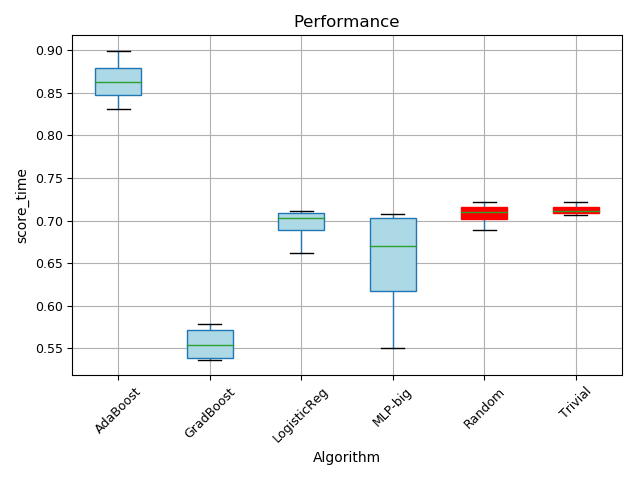 Performance
score_time
0.90
0.85
0.80
0.75
0.70
0.65
0.60
0.55
AdaBoost
GradBoost
LogisticReg
MLP-big
Random
Trivial
Algorithm